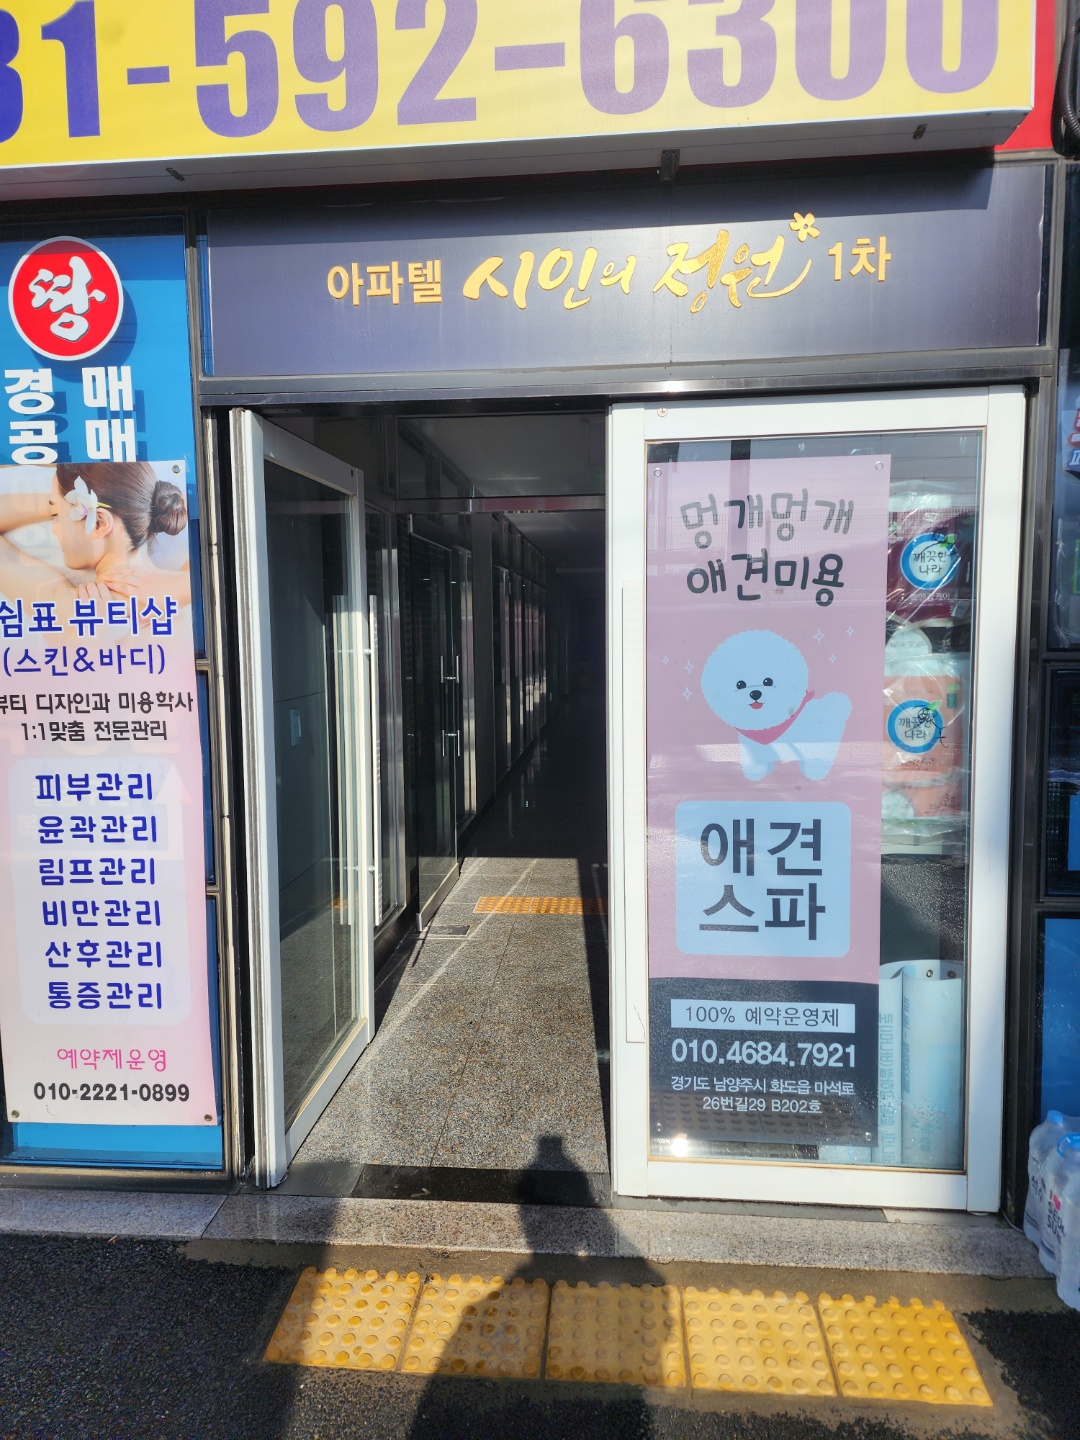 31-592-6300
아파텔 시인의 정원 1차
땅
경 매
공 매
쉼표 뷰티샵
(스킨&바디)
뷰티 디자인과 미용학사
1:1맞춤 전문관리
피부관리
윤곽관리
림프관리
비만관리
산후관리
통증관리
예약제운영
010-2221-0899
멍개멍개
애견미용
애견
스파
100% 예약운영제
010.4684.7921
경기도 남양주시 화도읍 마석로
26번길29 B202호
깨끗한
나라
깨끗한
나라